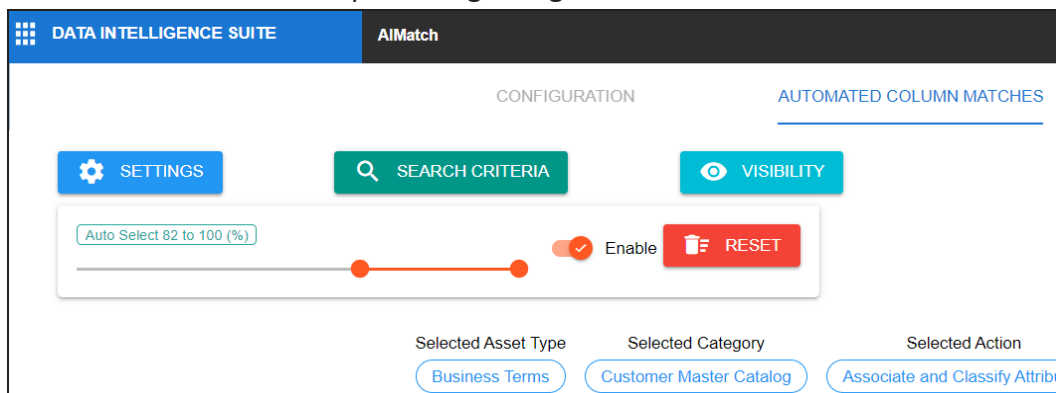 DATA INTELLIGENCE SUITE AIMatch
CONFIGURATION AUTOMATED COLUMN MATCHES
SETTINGS SEARCH CRITERIA VISIBILITY
Auto Select 82 to 100 (%)
Enable RESET
Selected Asset Type Selected Category Selected Action
Business Terms Customer Master Catalog Associate and Classify Attribu